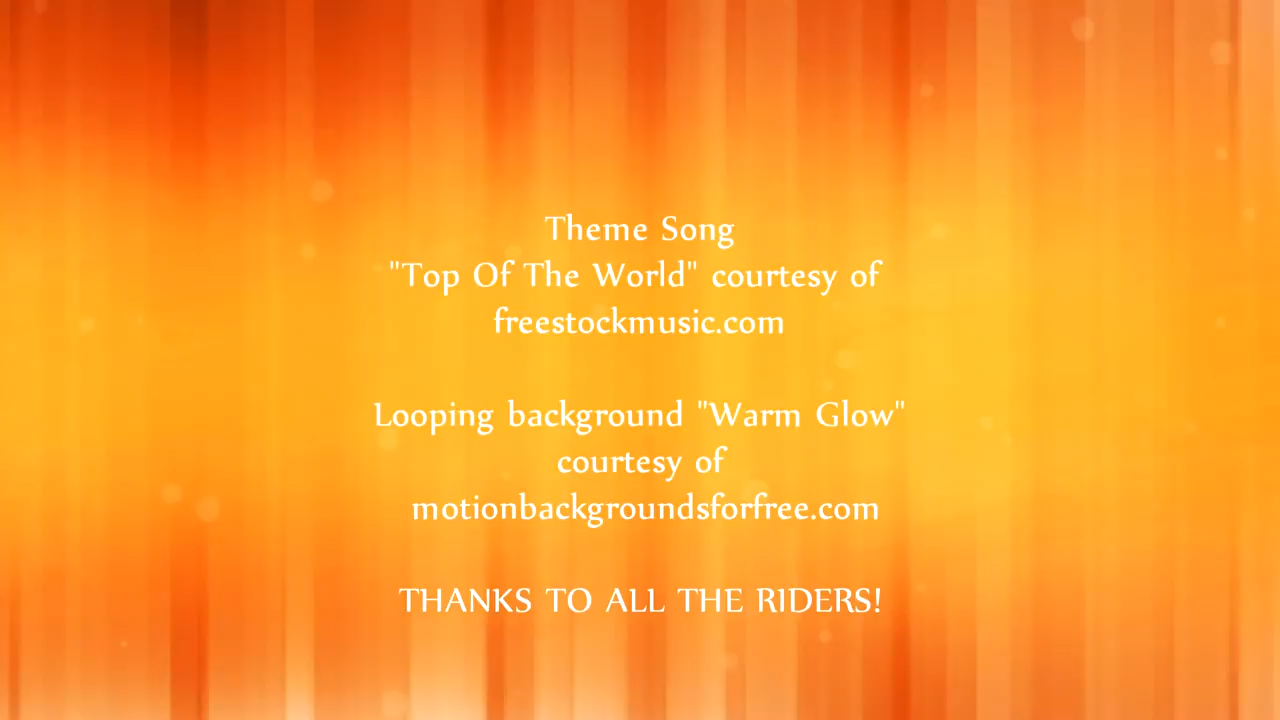 Theme Song
"Top Of The World" courtesy of
freestockmusic.com
Looping background "Warm Glow"
courtesy of
motionbackgroundsforfree.com
THANKS TO ALL THE RIDERS!